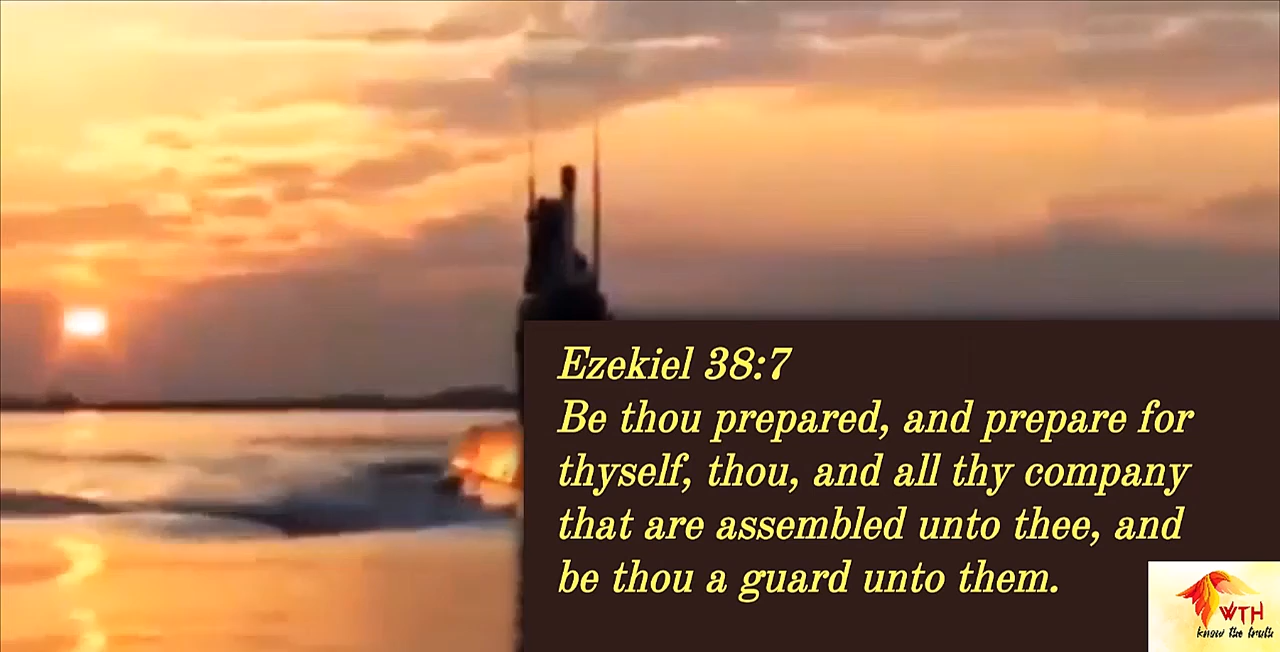 Ezekiel 38:7
Be thou prepared, and prepare for
thyself, thou, and all thy company
that are assembled unto thee, and
be thou a guard unto them.
WTH
know the truth